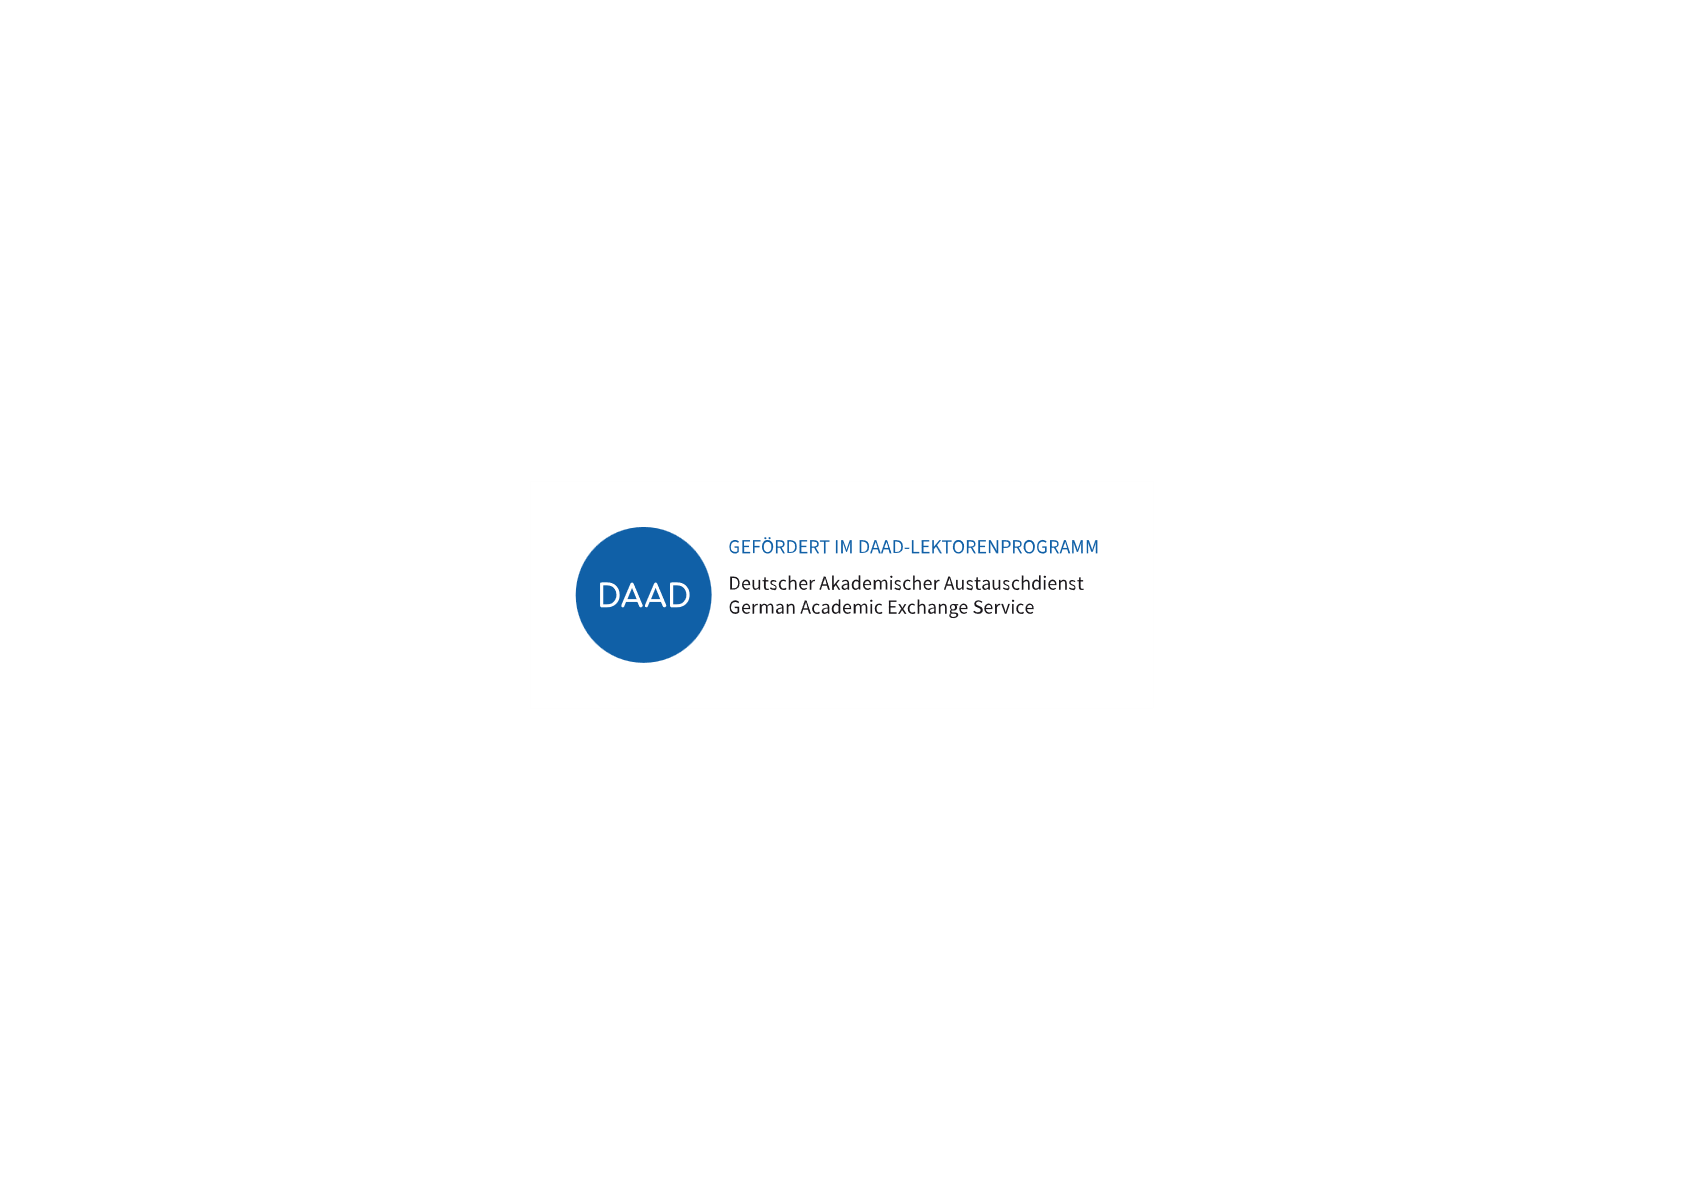 DAAD
GEFÖRDERT IM DAAD-LEKTORENPROGRAMM
Deutscher Akademischer Austauschdienst
German Academic Exchange Service